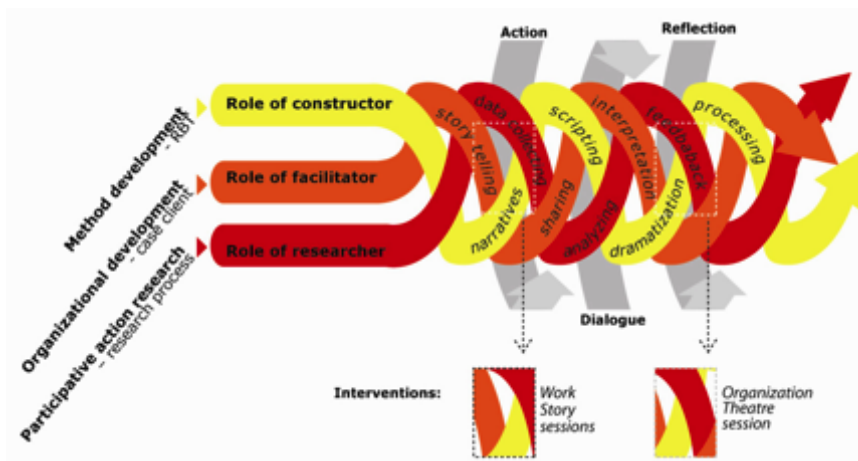 Action
Reflection
Role of constructor
Role of facilitator
Role of researcher
Method development
– RBT
Organizational development
– case client
Participative action research
– research process
story telling
data collecting
narratives
sharing
scripting
analyzing
interpretation
dramatization
feedbaback
processing
Dialogue
Interventions:
Work
Story
sessions
Organization
Theatre
session